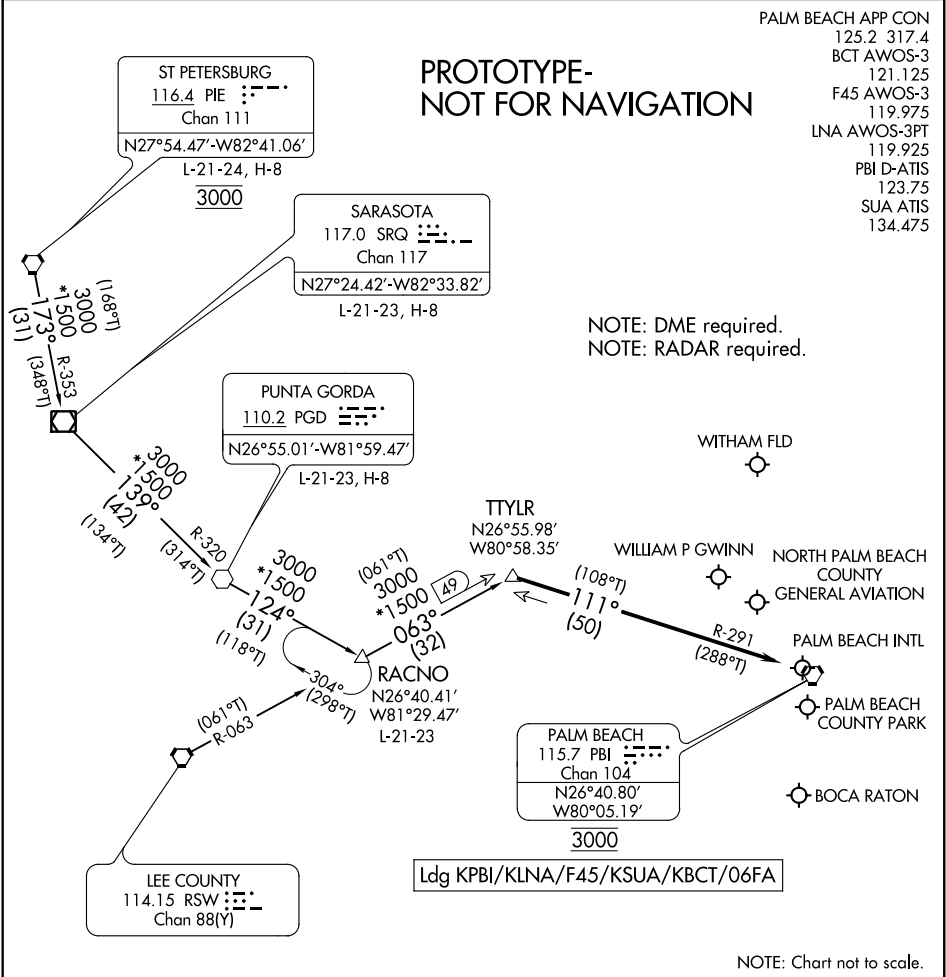 PALM BEACH APP CON
125.2 317.4
BCT AWOS-3
121.125
F45 AWOS-3
119.975
LNA AWOS-3PT
119.925
PBI D-ATIS
123.75
SUA ATIS
134.475
PROTOTYPE-
NOT FOR NAVIGATION
ST PETERSBURG
116.4 PIE
Chan 111
N27°54.47'-W82°41.06'
L-21-24, H-8
3000
SARASOTA
117.0 SRQ
Chan 117
N27°24.42'-W82°33.82'
L-21-23, H-8
(168°T)
3000
*1500
173°
(31)
R-353
(348°T)
NOTE: DME required.
NOTE: RADAR required.
PUNTA GORDA
110.2 PGD
N26°55.01'-W81°59.47'
L-21-23, H-8
3000
*1500
139°
(42)
(134°T)
R-320
(314°T)
WITHAM FLD
TTYLR
N26°55.98'
W80°58.35'
WILLIAM P GWINN
NORTH PALM BEACH
COUNTY
GENERAL AVIATION
3000
*1500
124°
(31)
(118°T)
(061°T)
3000
*1500
49
063°
(32)
(108°T)
111°
(50)
R-291
(288°T)
PALM BEACH INTL
RACNO
N26°40.41'
W81°29.47'
L-21-23
304°
(298°T)
(061°T)
R-063
PALM BEACH
COUNTY PARK
PALM BEACH
115.7 PBI
Chan 104
N26°40.80'
W80°05.19'
3000
BOCA RATON
Ldg KPBI/KLNA/F45/KSUA/KBCT/06FA
LEE COUNTY
114.15 RSW
Chan 88(Y)
NOTE: Chart not to scale.